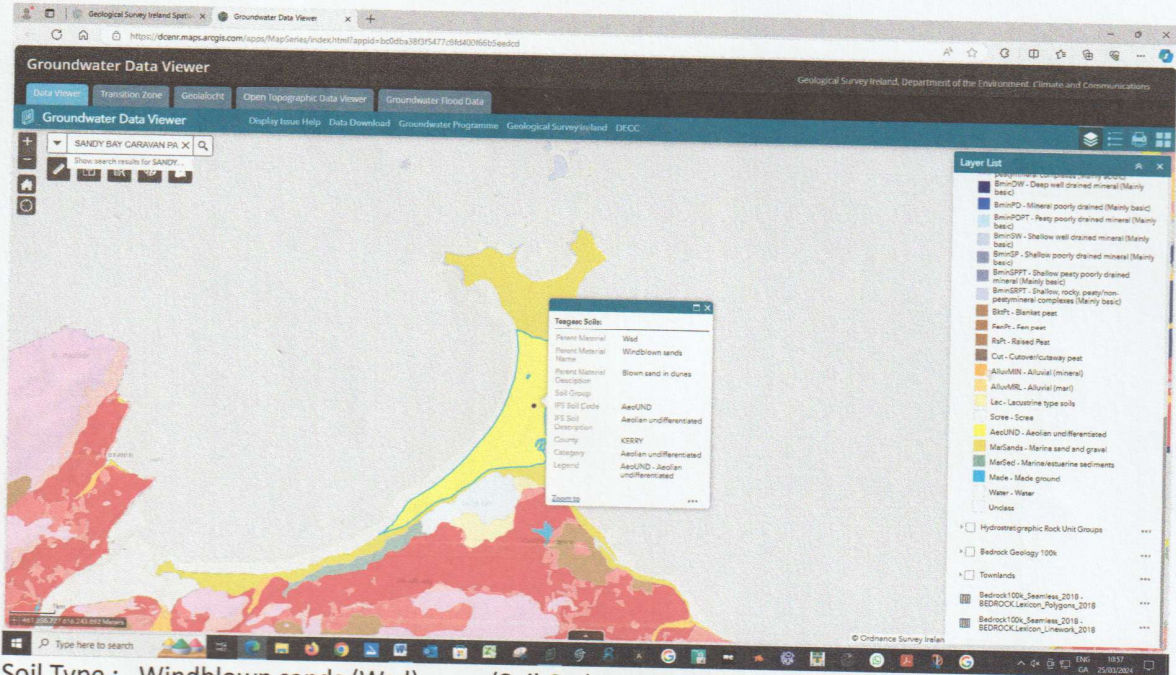 Geological Survey Ireland Spatia
Groundwater Data Viewer
https://dcenr.maps.arcgis.com/apps/MapSeries/index.html?appid=bc0dba38f3f5477c8fd400f66b5eedcd
Groundwater Data Viewer
Geological Survey Ireland, Department of the Environment, Climate and Communications
Data Viewer
Transition Zone
Geoíalocht
Open Topographic Data Viewer
Groundwater Flood Data
Groundwater Data Viewer
Display Issue Help
Data Download
Groundwater Programme
Geological Survey Ireland
DECC
SANDY BAY CARAVAN PA
Show search results for SANDY...
Teagasc Soils:
Parent Material Wsd
Parent Material Name Windblown sands
Parent Material Desciption Blown sand in dunes
Soil Group
IFS Soil Code AeoUND
IFS Soil Description Aeolian undifferentiated
County KERRY
Category Aeolian undifferentiated
Legend AeoUND - Aeolian undifferentiated
Zoom to
Layer List
BminDW - Deep well drained mineral (Mainly
basic)
BminPD - Mineral poorly drained (Mainly basic)
BminPDPT - Peaty poorly drained mineral (Mainly
basic)
BminSW - Shallow well drained mineral (Mainly
basic)
BminSP - Shallow poorly drained mineral (Mainly
basic)
BminSPPT - Shallow peaty poorly drained
mineral (Mainly basic)
BminSRPT - Shallow, rocky, peaty/non-
peatymineral complexes (Mainly basic)
BktPt - Blanket peat
FenPt - Fen peat
RsPt - Raised Peat
Cut - Cutover/cutaway peat
AlluvMIN - Alluvial (mineral)
AlluvMRL - Alluvial (marl)
Lac - Lacustrine type soils
Scree - Scree
AeoUND - Aeolian undifferentiated
MarSands - Marine sand and gravel
MarSed - Marine/estuarine sediments
Made - Made ground
Water - Water
Unclass
Hydrostratigraphic Rock Unit Groups
Bedrock Geology 100k
Townlands
Bedrock100k_Seamless_2018 -
BEDROCK.Lexicon_Polygons_2018
Bedrock100k_Seamless_2018 -
BEDROCK.Lexicon_Linework_2018
© Ordnance Survey Irelan
Type here to search
ENG
GA
10:57
25/03/2024
Soil Type : Windblown sands (Wsd)